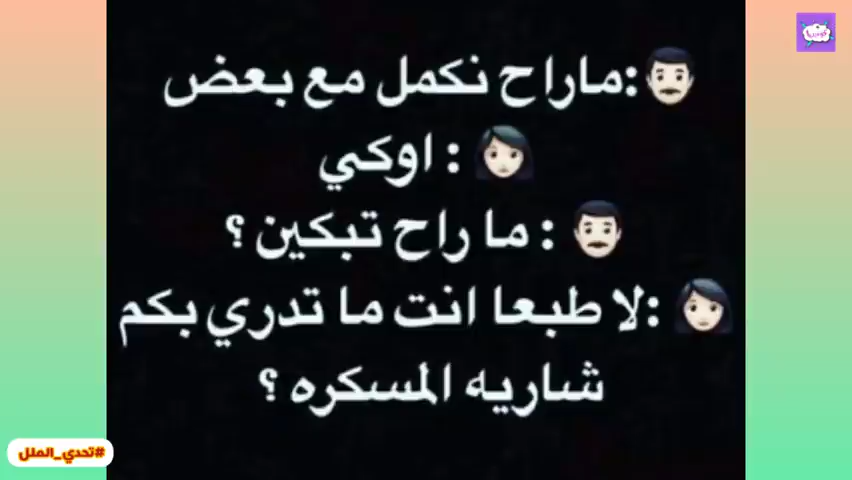 👨🏻:ماراح نكمل مع بعض
👩🏻 : اوكي
👨🏻 : ما راح تبكين ؟
👩🏻 :لا طبعا انت ما تدري بكم
شاريه المسكره ؟
#تحدي_الملل